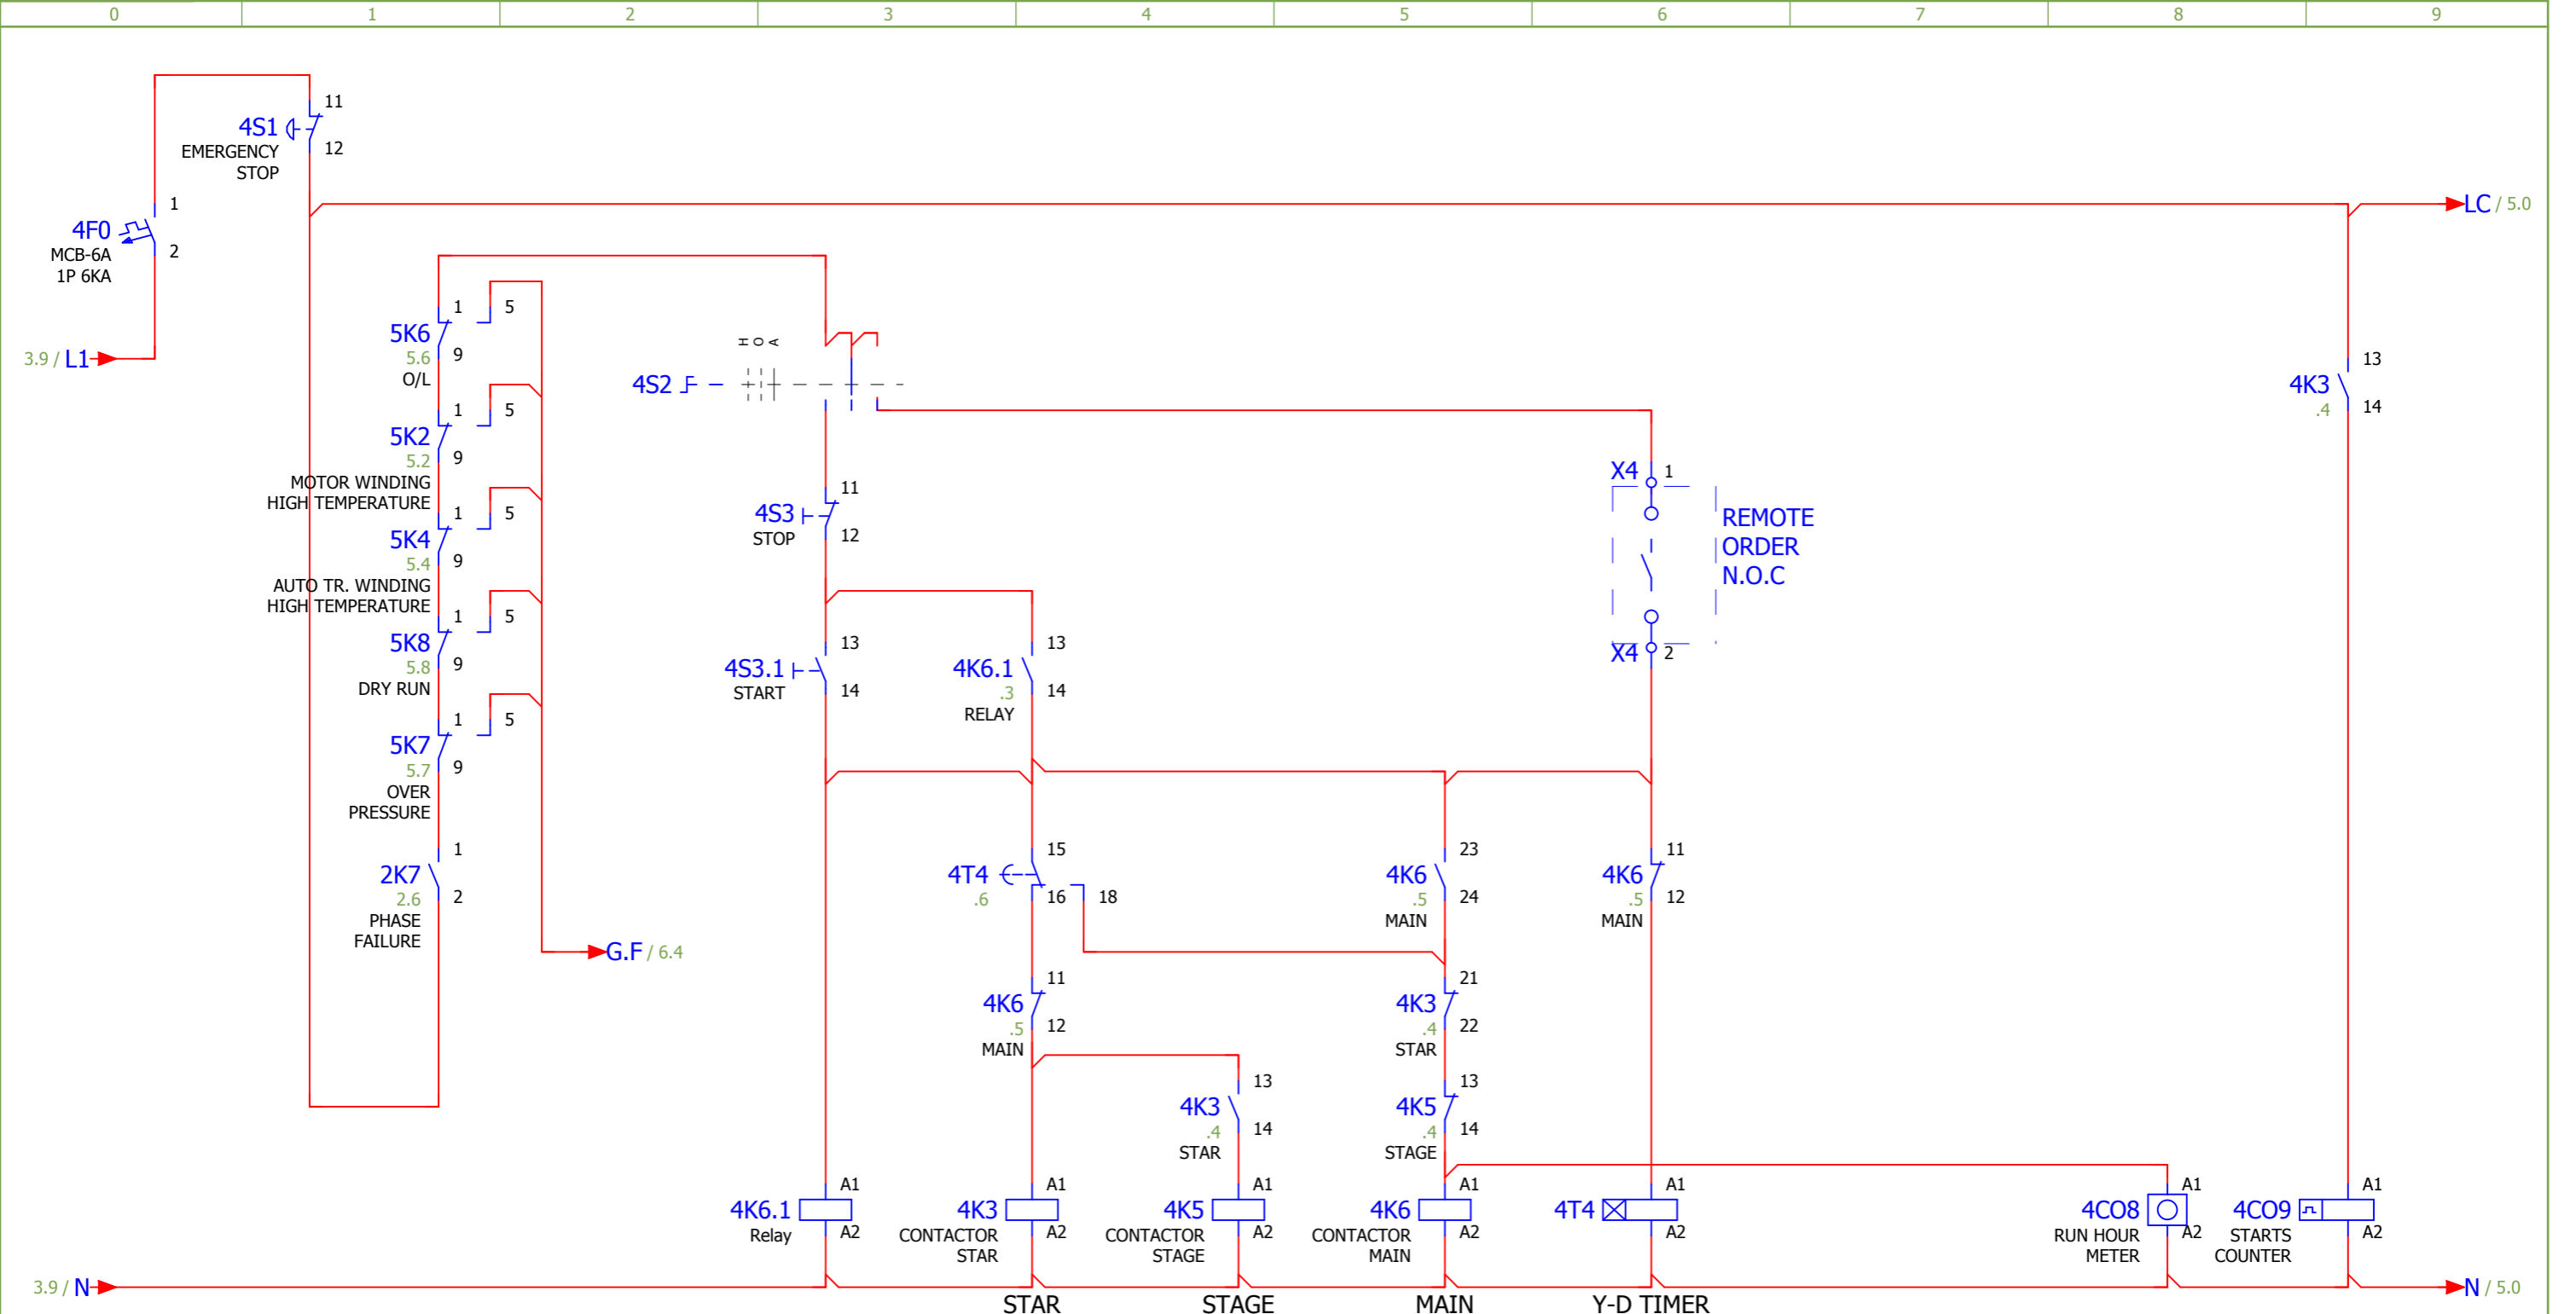 0 1 2 3 4 5 6 7 8 9
11
4S1
EMERGENCY
STOP
12
1
4F0
MCB-6A
1P 6KA
2
LC / 5.0
3.9 / L1
1 5
5K6
5.6
O/L
9
1 5
5K2
5.2
9
MOTOR WINDING
HIGH TEMPERATURE
1 5
5K4
5.4
9
AUTO TR. WINDING
HIGH TEMPERATURE
1 5
5K8
5.8
9
DRY RUN
1 5
5K7
5.7
9
OVER
PRESSURE
1
2K7
2.6
2
PHASE
FAILURE
G.F / 6.4
H O A
4S2
11
4S3
STOP
12
13
4S3.1
START
14
13
4K6.1
.3
14
RELAY
X4 1
REMOTE
ORDER
N.O.C
X4 2
13
4K3
.4
14
15
4T4
.6
16 18
23
4K6
.5
24
MAIN
11
4K6
.5
12
MAIN
11
4K6
.5
12
MAIN
21
4K3
.4
22
STAR
13
4K3
.4
14
STAR
13
4K5
.4
14
STAGE
A1
4K6.1
Relay
A2
A1
4K3
CONTACTOR
STAR
A2
A1
4K5
CONTACTOR
STAGE
A2
A1
4K6
CONTACTOR
MAIN
A2
A1
4T4
A2
A1
4CO8
RUN HOUR
METER
A2
A1
4CO9
STARTS
COUNTER
A2
3.9 / N
N / 5.0
STAR STAGE MAIN Y-D TIMER